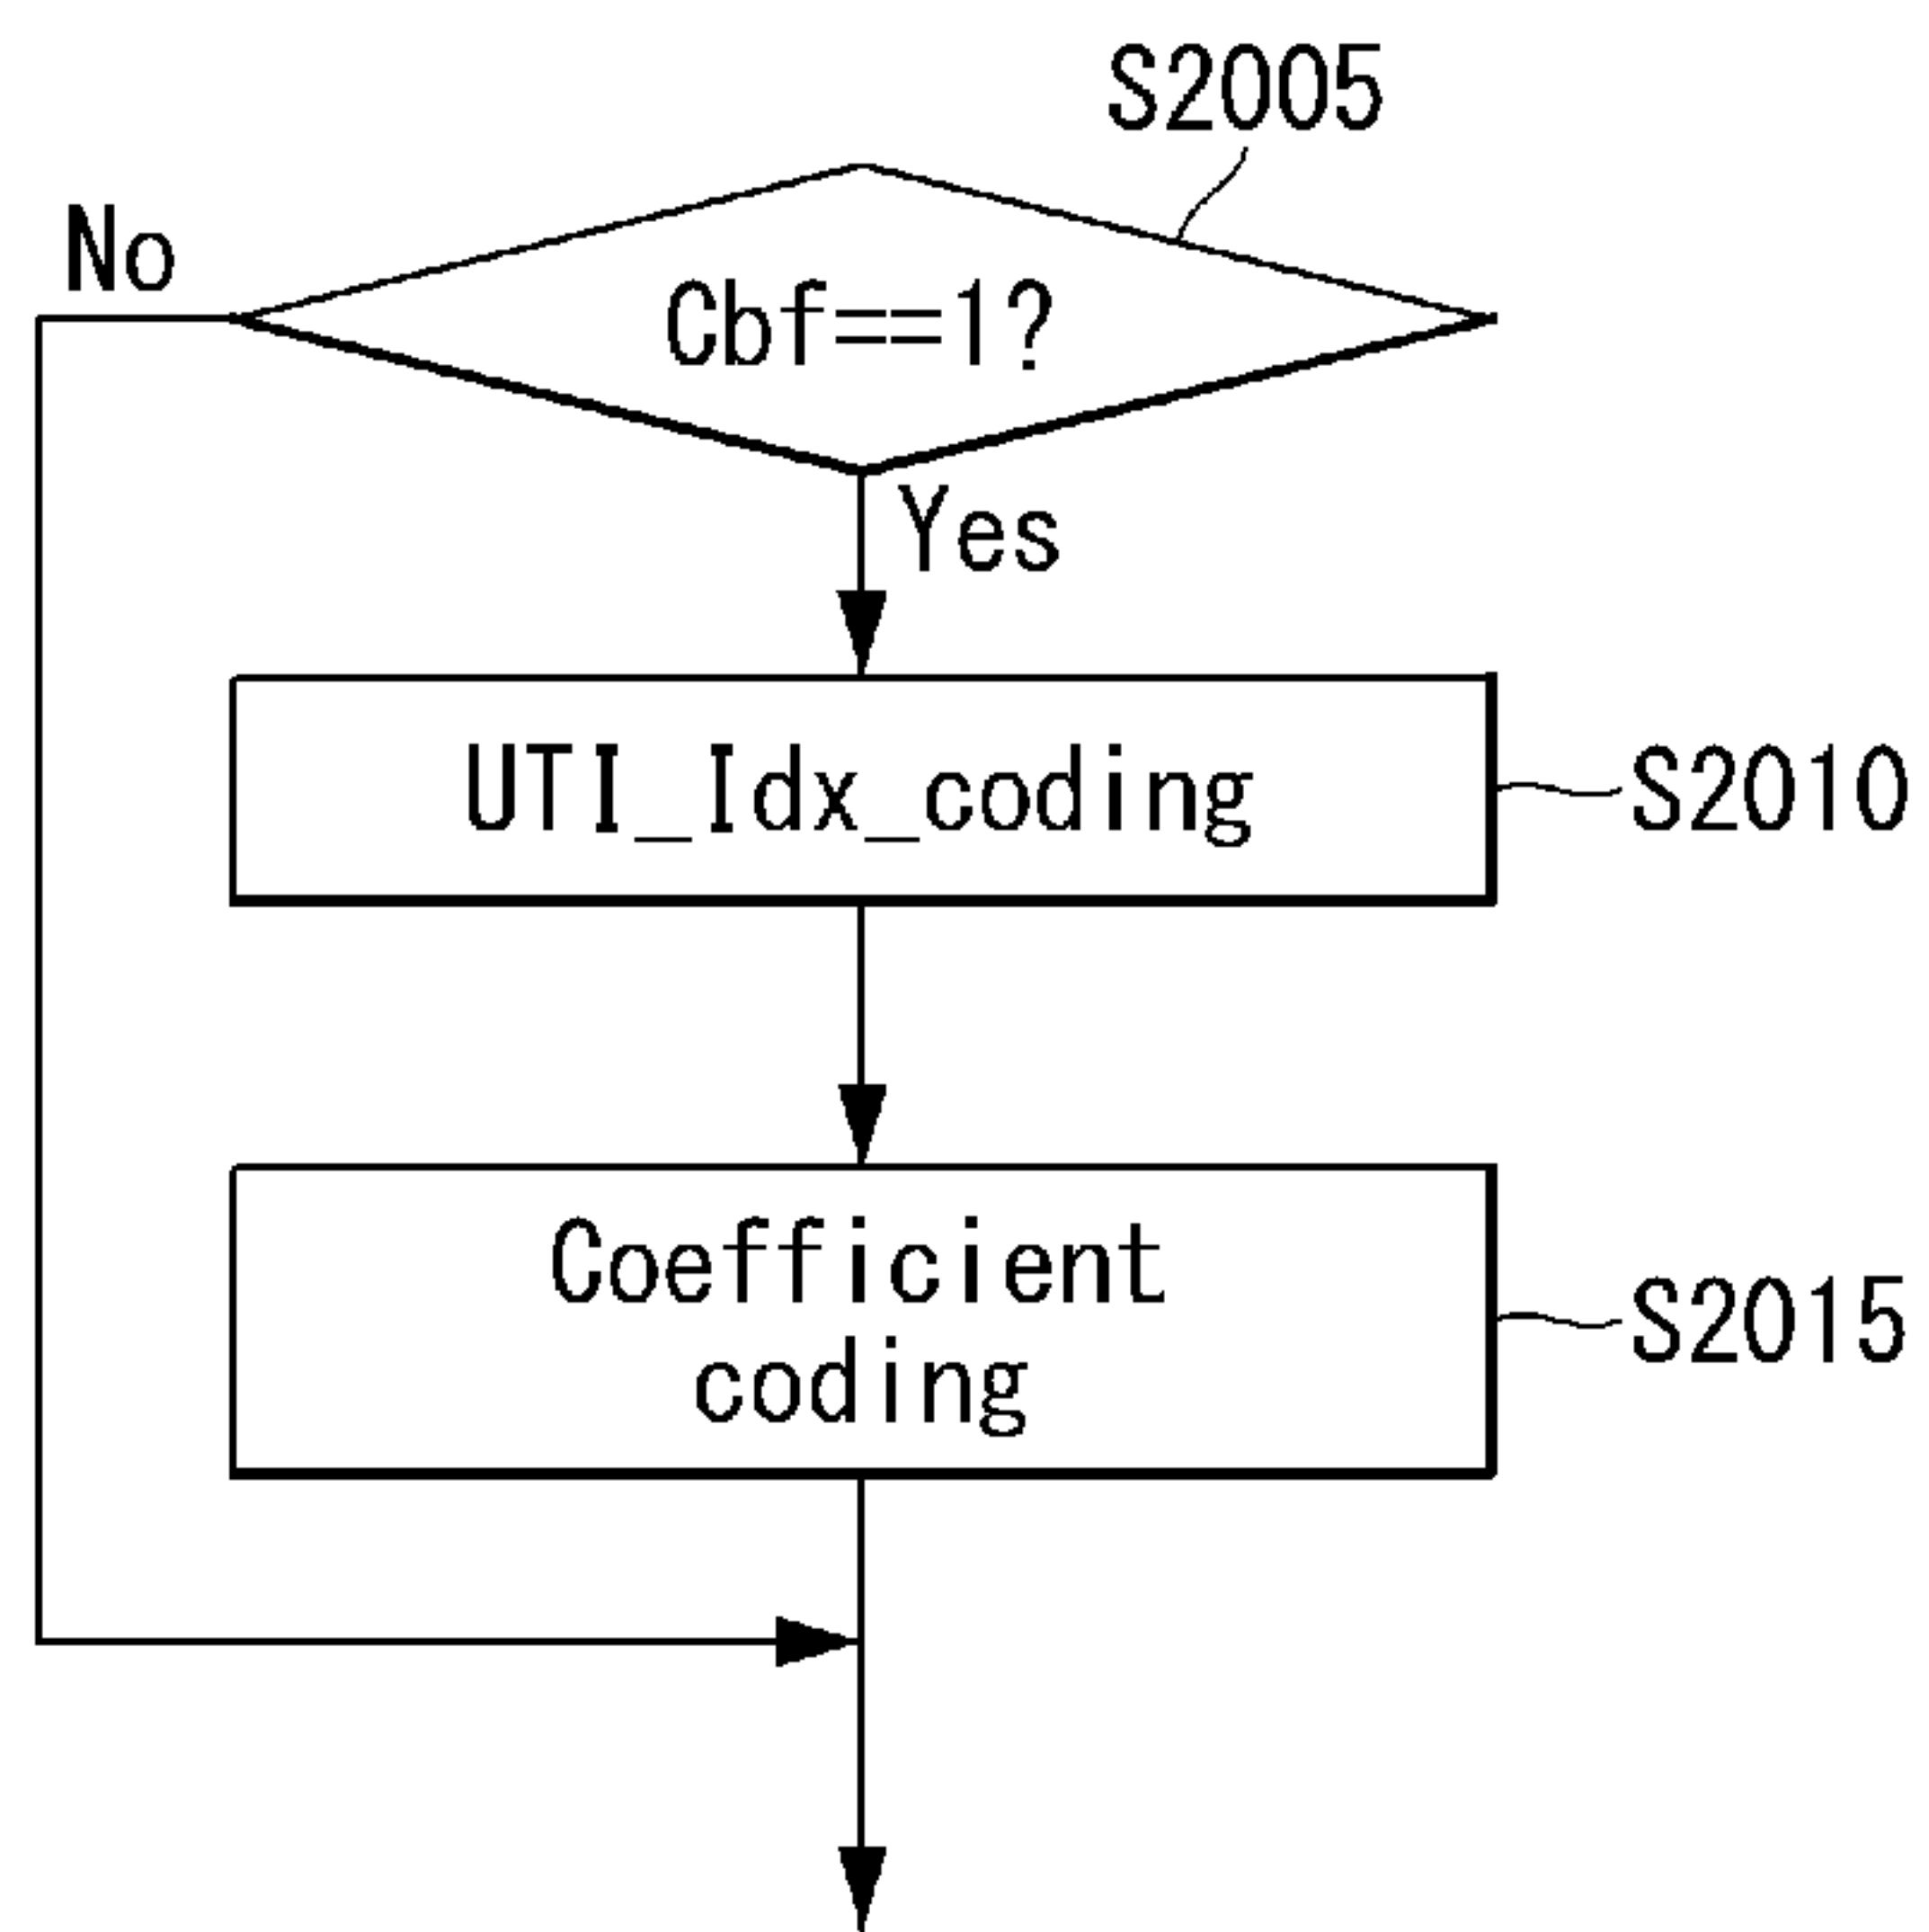 S2005
No
Cbf==1?
Yes
UTI_Idx_coding
S2010
Coefficient
coding
S2015